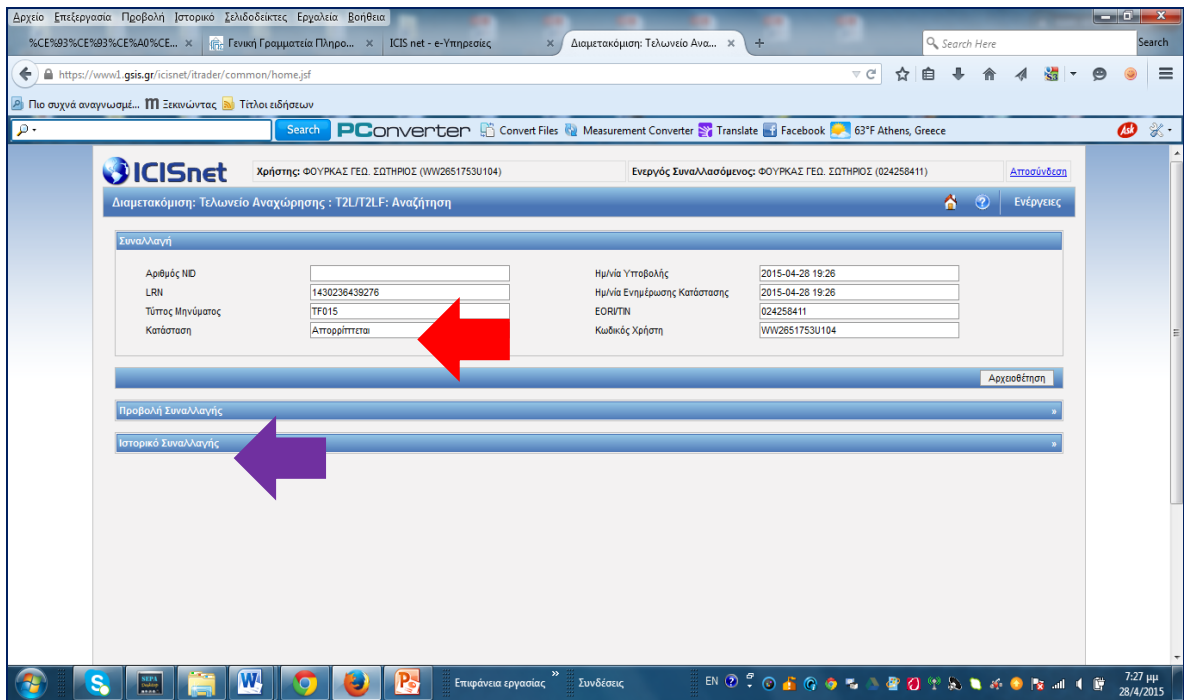 Αρχείο Επεξεργασία Προβολή Ιστορικό Σελιδοδείκτες Εργαλεία Βοήθεια
%CE%93%CE%93%CE%A0%CE... × Γενική Γραμματεία Πληρο... × ICIS net - e-Υπηρεσίες × Διαμετακόμιση: Τελωνείο Ανα... × + Search Here Search
https://www1.gsis.gr/icisnet/itrader/common/home.jsf
Πιο συχνά αναγνωσμέ... Ξεκινώντας Τίτλοι ειδήσεων
Search PConverter Convert Files Measurement Converter Translate Facebook 63°F Athens, Greece Ask
ICISnet Χρήστης: ΦΟΥΡΚΑΣ ΓΕΩ. ΣΩΤΗΡΙΟΣ (WW2651753U104) Ενεργός Συναλλασόμενος: ΦΟΥΡΚΑΣ ΓΕΩ. ΣΩΤΗΡΙΟΣ (024258411) Αποσύνδεση
Διαμετακόμιση: Τελωνείο Αναχώρησης : T2L/T2LF: Αναζήτηση Ενέργειες
Συναλλαγή
Αριθμός NID Ημ/νία Υποβολής 2015-04-28 19:26
LRN 1430236439276 Ημ/νία Ενημέρωσης Κατάστασης 2015-04-28 19:26
Τύπος Μηνύματος TF015 EORI/TIN 024258411
Κατάσταση Απορρίπτεται Κωδικός Χρήστη WW2651753U104
Αρχειοθέτηση
Προβολή Συναλλαγής »
Ιστορικό Συναλλαγής »
Επιφάνεια εργασίας » Συνδέσεις EN 7:27 μμ
28/4/2015